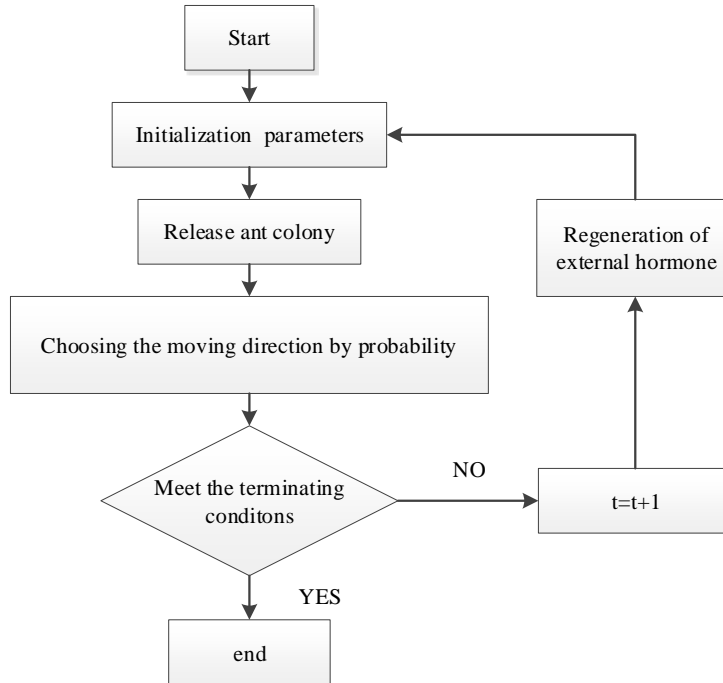 Start
Initialization parameters
Release ant colony
Regeneration of
external hormone
Choosing the moving direction by probability
Meet the terminating
conditons
NO
t=t+1
YES
end